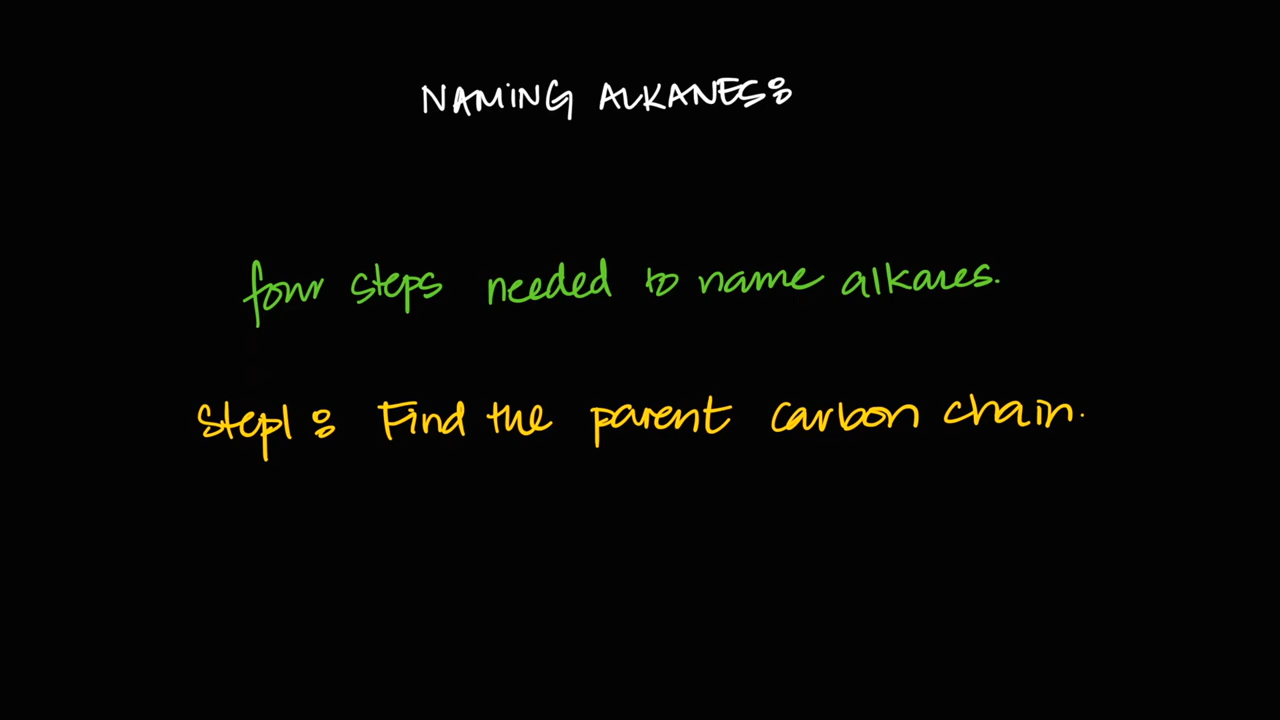 NAMING ALKANES:
four steps needed to name alkanes.
Step1: Find the parent carbon chain.